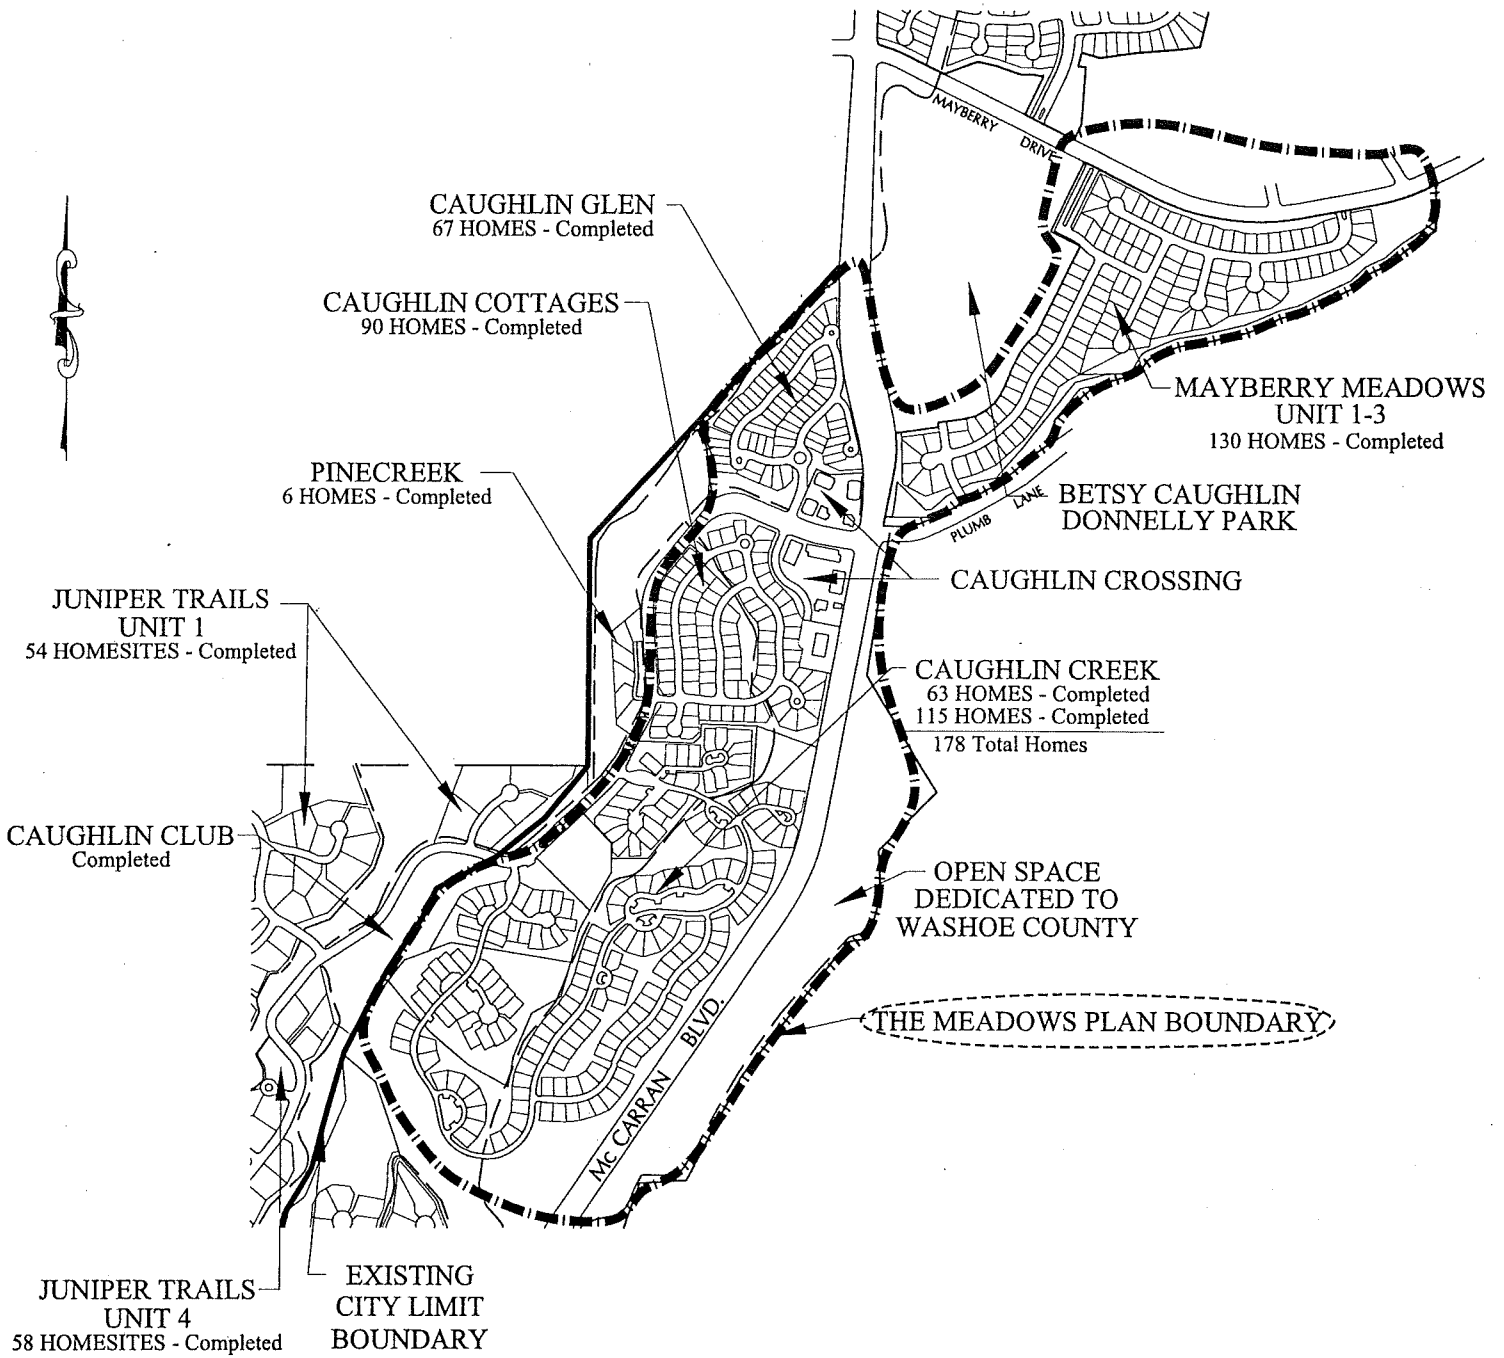 MAYBERRY
DRIVE
CAUGHLIN GLEN
67 HOMES - Completed
CAUGHLIN COTTAGES
90 HOMES - Completed
MAYBERRY MEADOWS
UNIT 1-3
130 HOMES - Completed
PINECREEK
6 HOMES - Completed
BETSY CAUGHLIN
DONNELLY PARK
PLUMB LANE
CAUGHLIN CROSSING
JUNIPER TRAILS
UNIT 1
54 HOMESITES - Completed
CAUGHLIN CREEK
63 HOMES - Completed
115 HOMES - Completed
178 Total Homes
CAUGHLIN CLUB
Completed
OPEN SPACE
DEDICATED TO
WASHOE COUNTY
THE MEADOWS PLAN BOUNDARY
Mc CARRAN BLVD.
JUNIPER TRAILS
UNIT 4
58 HOMESITES - Completed
EXISTING
CITY LIMIT
BOUNDARY